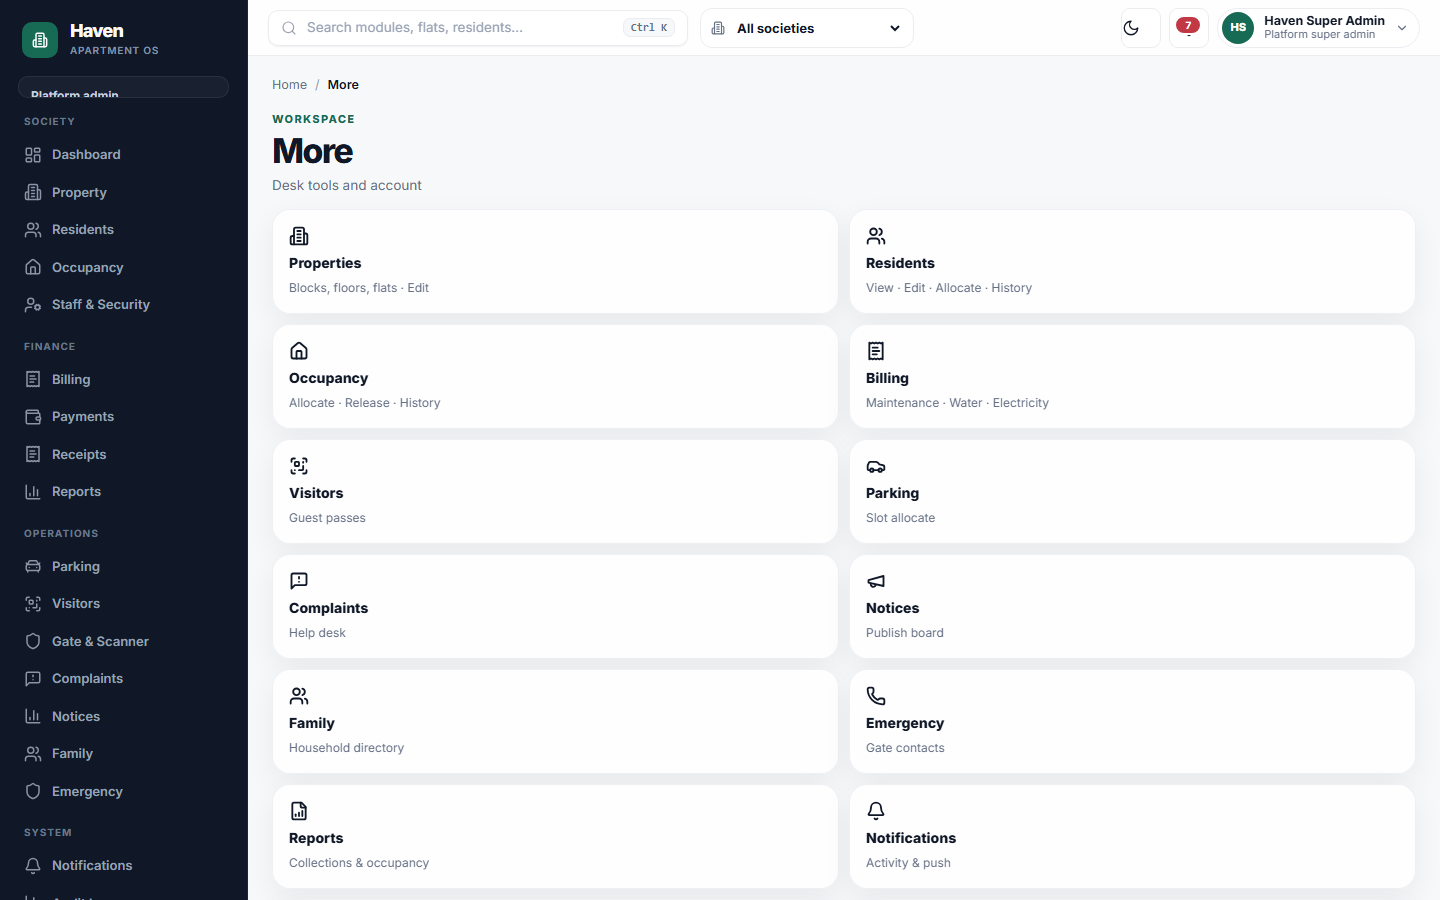 Haven
APARTMENT OS
Platform admin
SOCIETY
Dashboard
Property
Residents
Occupancy
Staff & Security
FINANCE
Billing
Payments
Receipts
Reports
OPERATIONS
Parking
Visitors
Gate & Scanner
Complaints
Notices
Family
Emergency
SYSTEM
Notifications
Search modules, flats, residents...
Ctrl K
All societies
7
HS
Haven Super Admin
Platform super admin
Home / More
WORKSPACE
More
Desk tools and account
Properties
Blocks, floors, flats · Edit
Residents
View · Edit · Allocate · History
Occupancy
Allocate · Release · History
Billing
Maintenance · Water · Electricity
Visitors
Guest passes
Parking
Slot allocate
Complaints
Help desk
Notices
Publish board
Family
Household directory
Emergency
Gate contacts
Reports
Collections & occupancy
Notifications
Activity & push